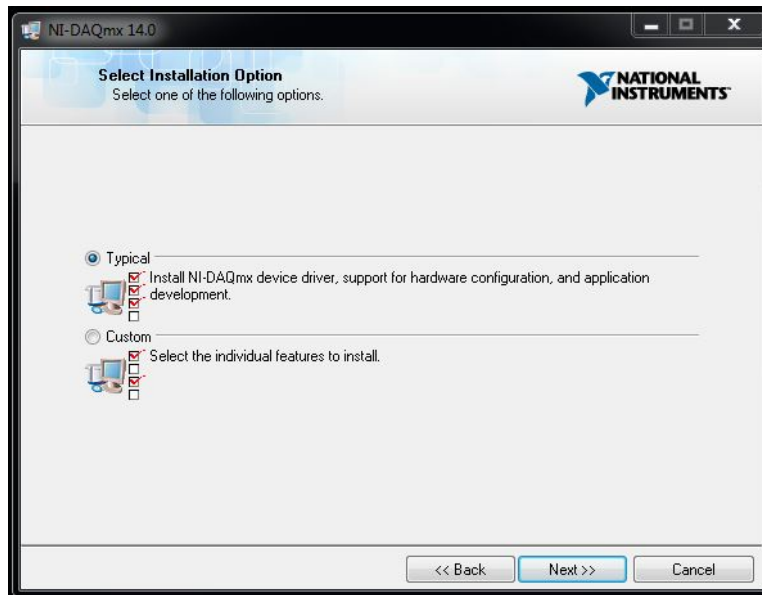 NI-DAQmx 14.0
Select Installation Option
Select one of the following options.
NATIONAL
INSTRUMENTS™
Typical
Install NI-DAQmx device driver, support for hardware configuration, and application
development.
Custom
Select the individual features to install.
<< Back
Next >>
Cancel